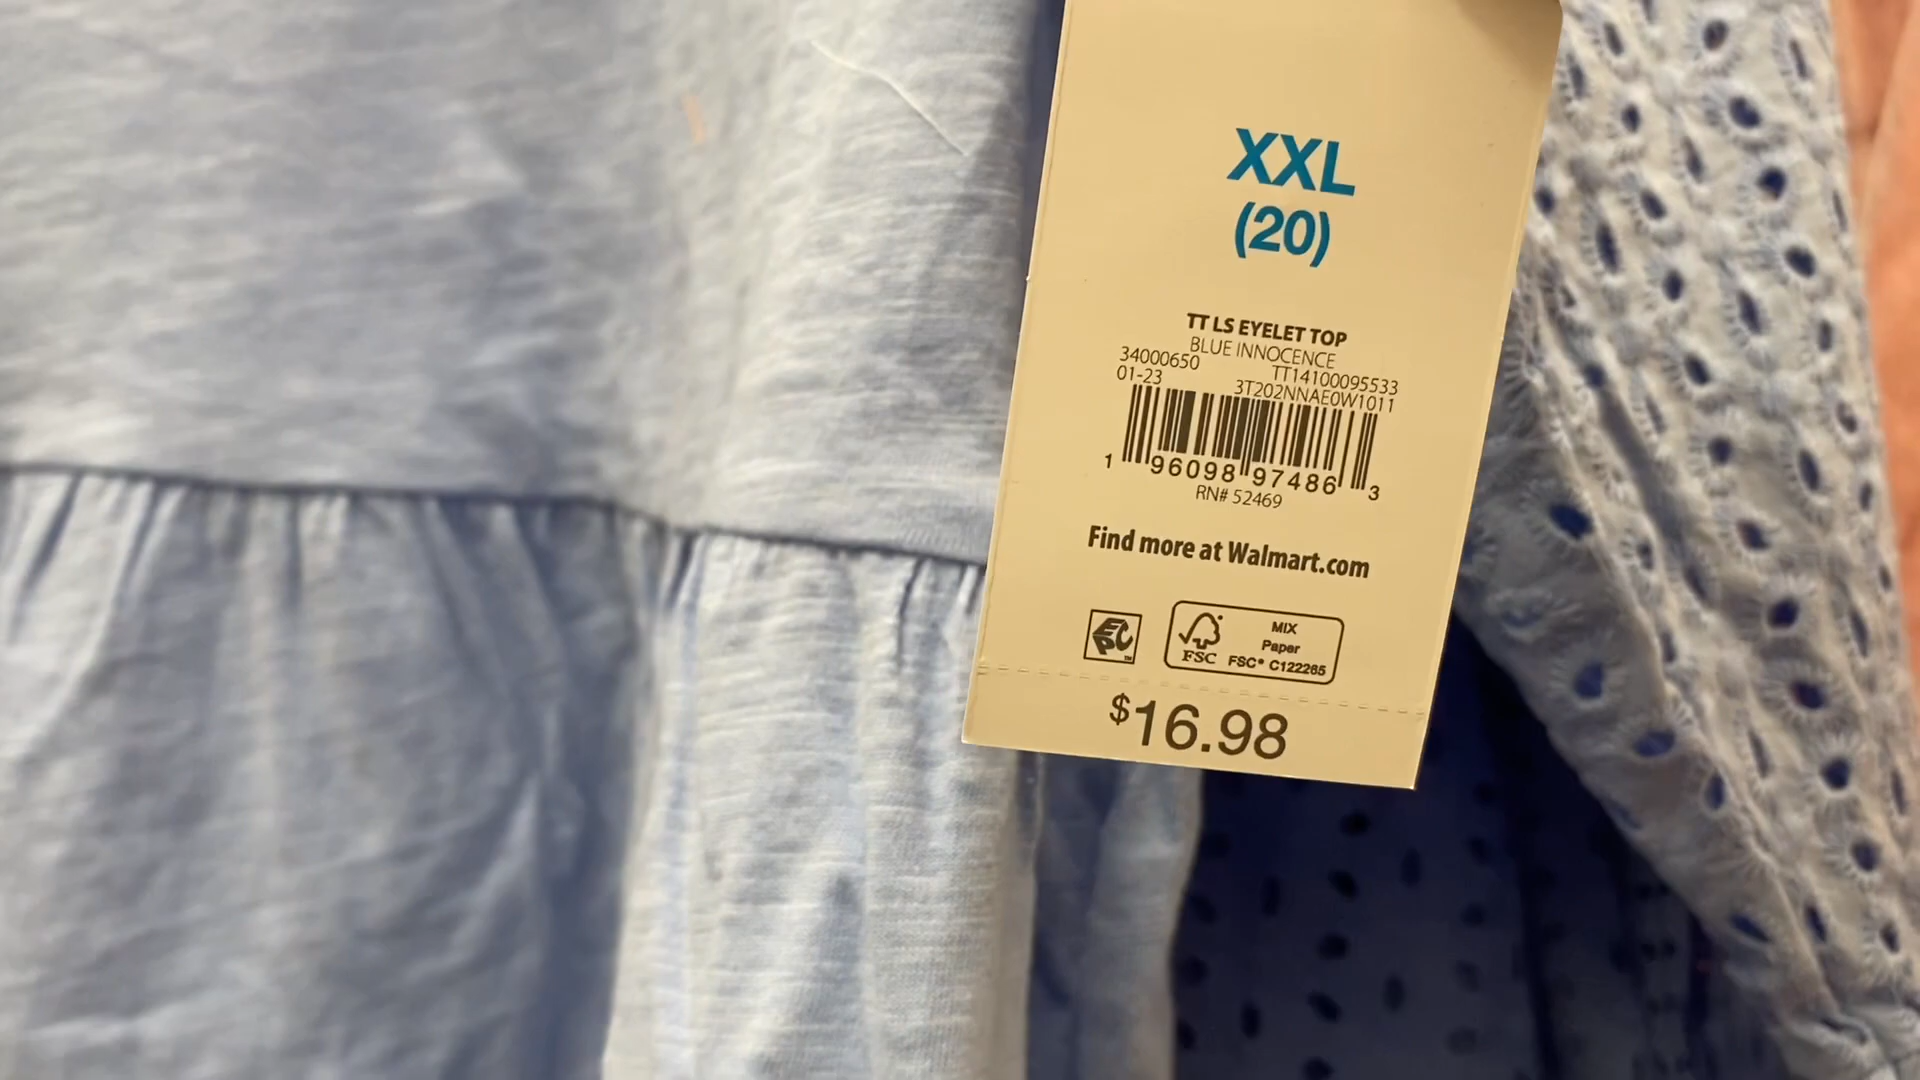 XXL
(20)
TT LS EYELET TOP
BLUE INNOCENCE
34000650 TT14100095533
01-23 3T202NNAE0W1011
1 96098 97486 3
RN# 52469
Find more at Walmart.com
EPC™
FSC
MIX
Paper
FSC® C122265
$16.98